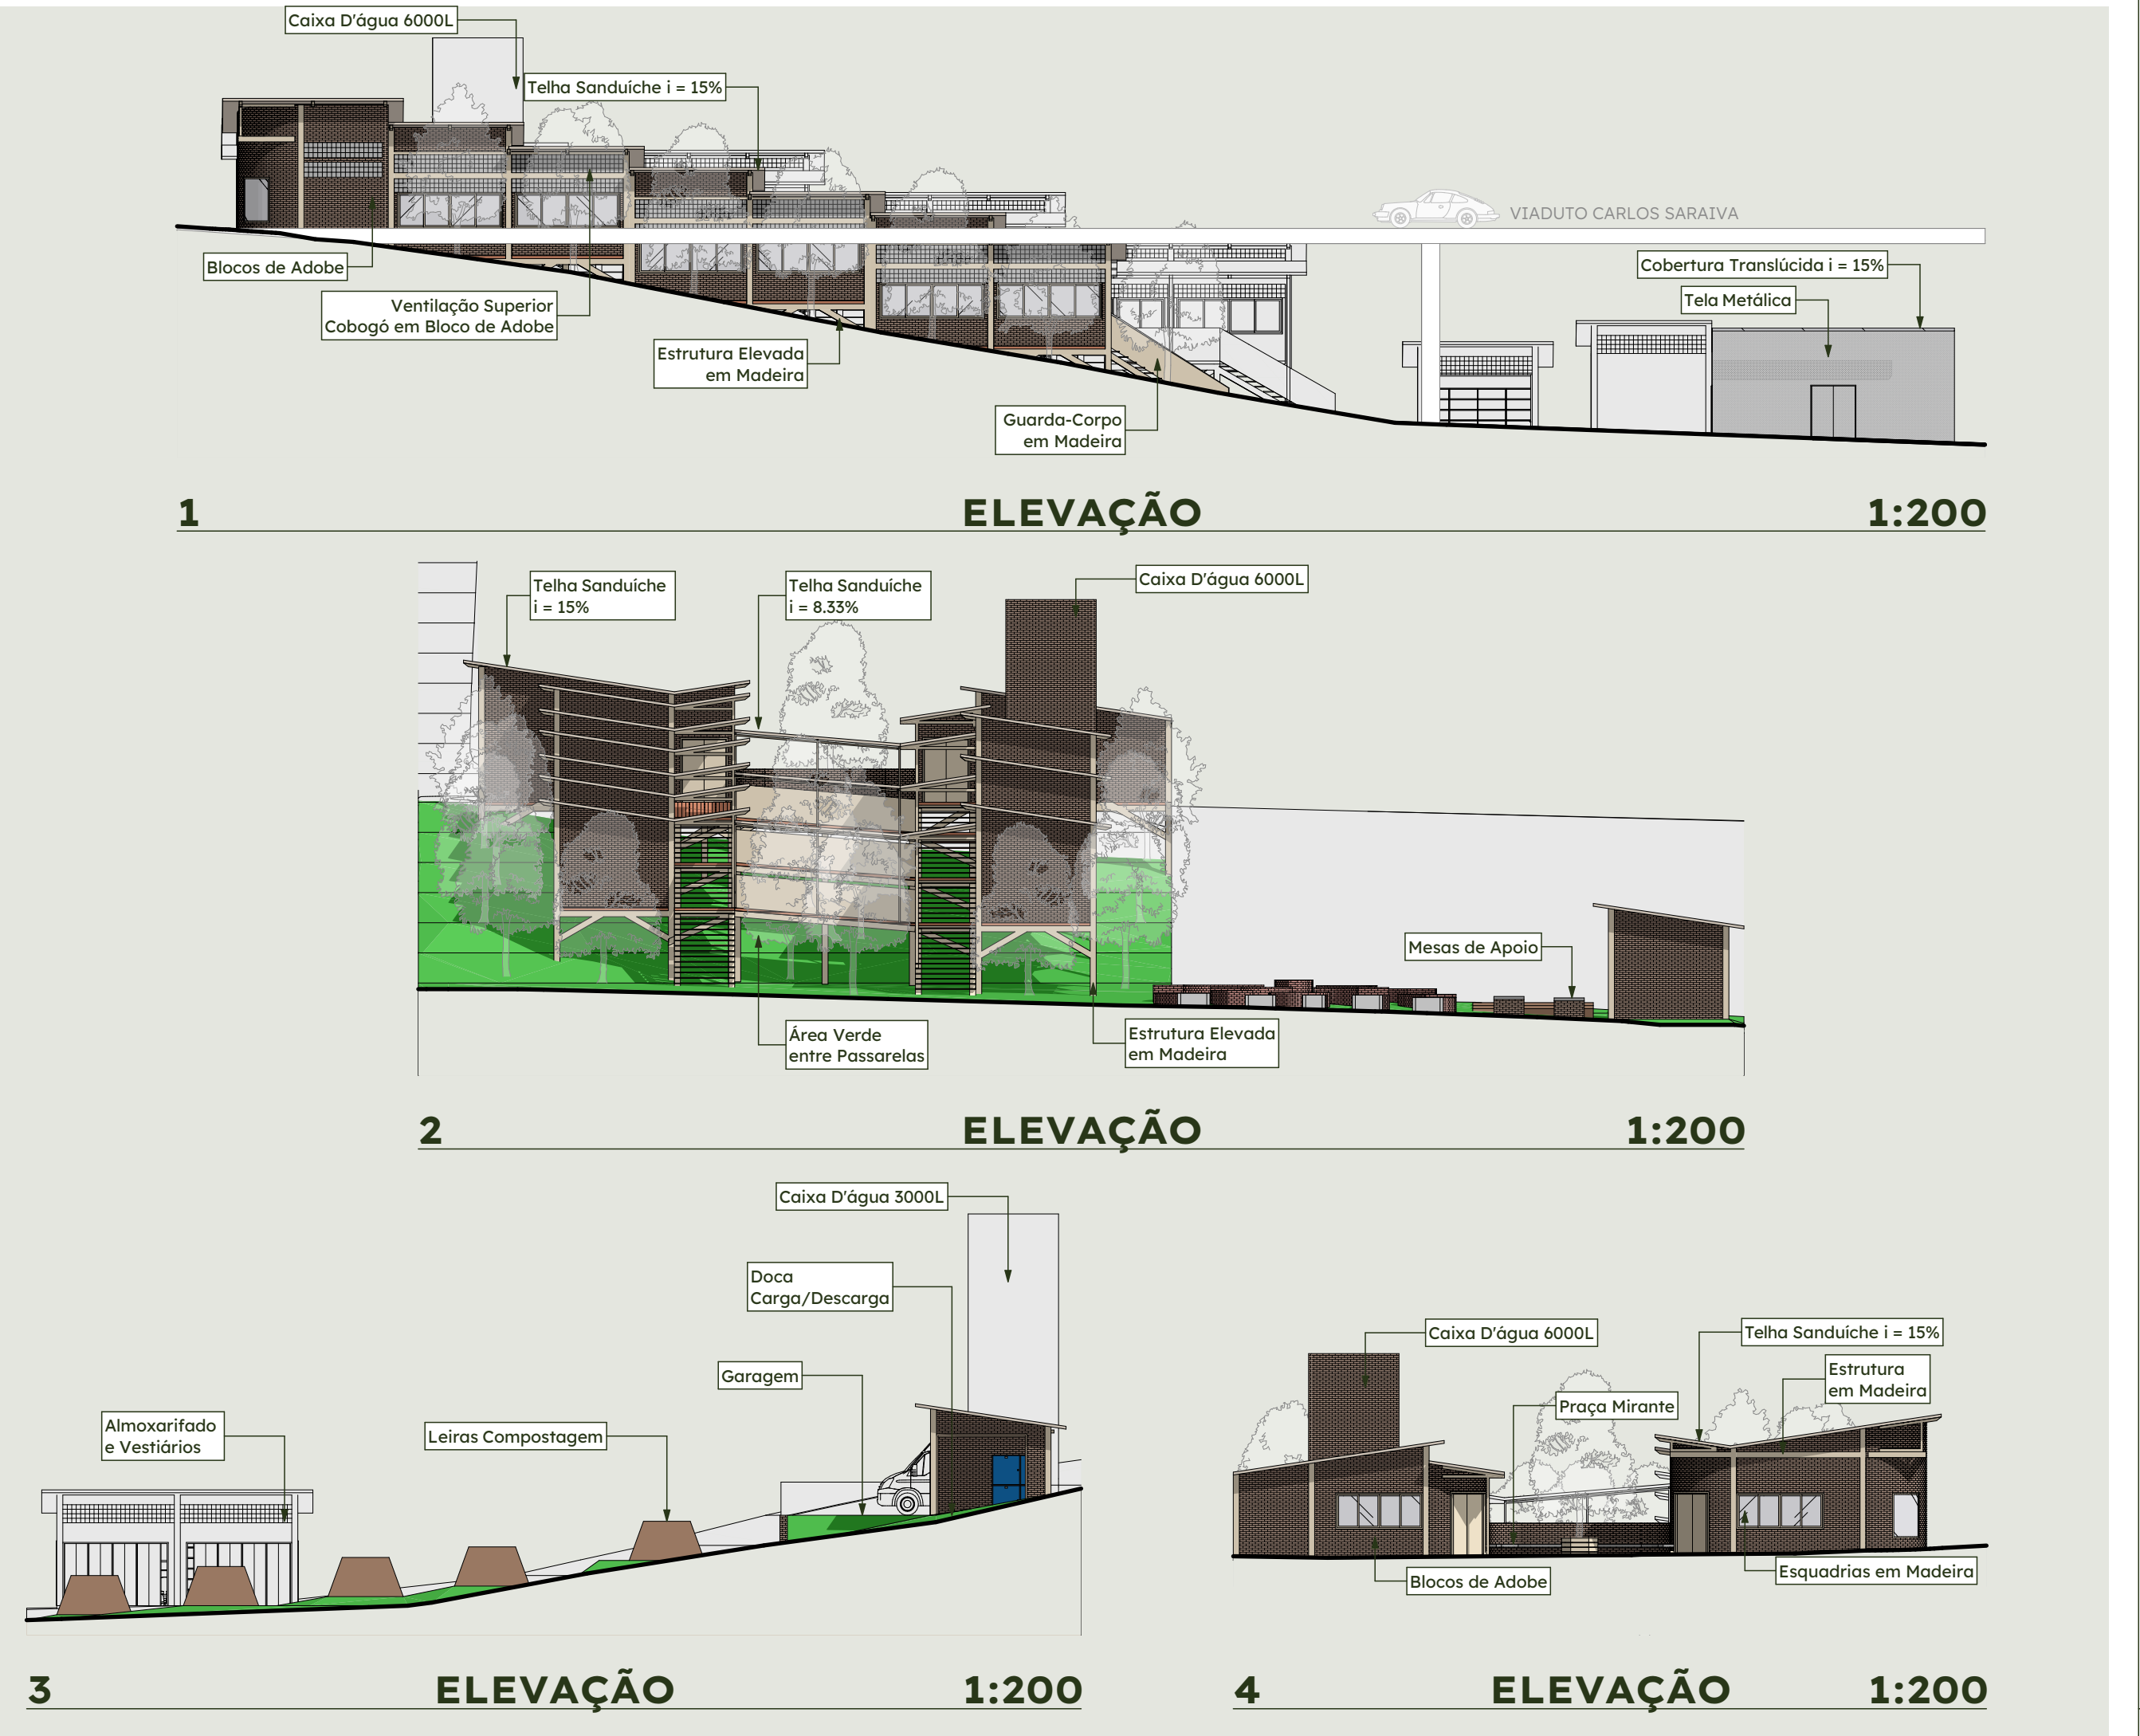 Caixa D'água 6000L
Telha Sanduíche i = 15%
VIADUTO CARLOS SARAIVA
Blocos de Adobe
Cobertura Translúcida i = 15%
Tela Metálica
Ventilação Superior
Cobogó em Bloco de Adobe
Estrutura Elevada
em Madeira
Guarda-Corpo
em Madeira
1 ELEVAÇÃO 1:200
Telha Sanduíche
i = 15%
Telha Sanduíche
i = 8.33%
Caixa D'água 6000L
Mesas de Apoio
Área Verde
entre Passarelas
Estrutura Elevada
em Madeira
2 ELEVAÇÃO 1:200
Caixa D'água 3000L
Doca
Carga/Descarga
Garagem
Almoxarifado
e Vestiários
Leiras Compostagem
3 ELEVAÇÃO 1:200
Caixa D'água 6000L
Telha Sanduíche i = 15%
Estrutura
em Madeira
Praça Mirante
Blocos de Adobe
Esquadrias em Madeira
4 ELEVAÇÃO 1:200